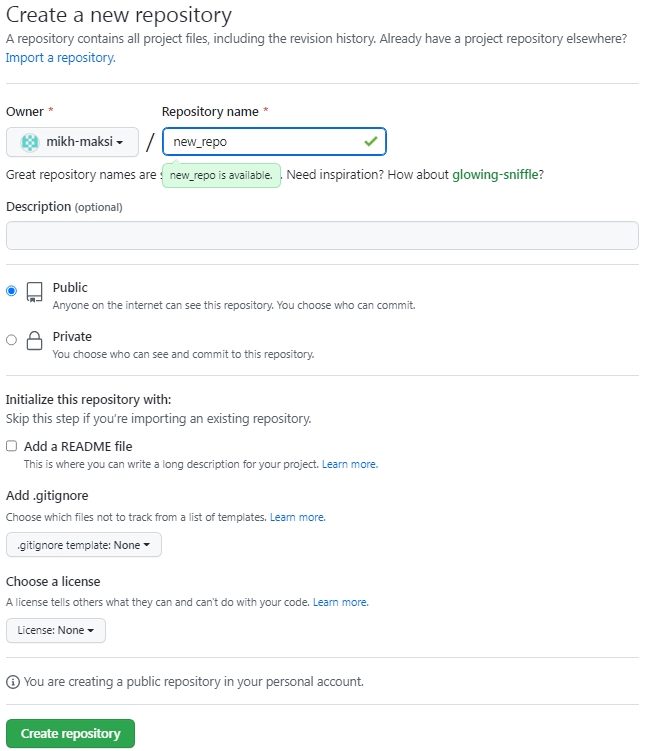 Create a new repository
A repository contains all project files, including the revision history. Already have a project repository elsewhere?
Import a repository.
Owner *
Repository name *
mikh-maksi
/
new_repo
Great repository names are
new_repo is available.
. Need inspiration? How about glowing-sniffle?
Description (optional)
Public
Anyone on the internet can see this repository. You choose who can commit.
Private
You choose who can see and commit to this repository.
Initialize this repository with:
Skip this step if you're importing an existing repository.
Add a README file
This is where you can write a long description for your project. Learn more.
Add .gitignore
Choose which files not to track from a list of templates. Learn more.
.gitignore template: None
Choose a license
A license tells others what they can and can't do with your code. Learn more.
License: None
You are creating a public repository in your personal account.
Create repository